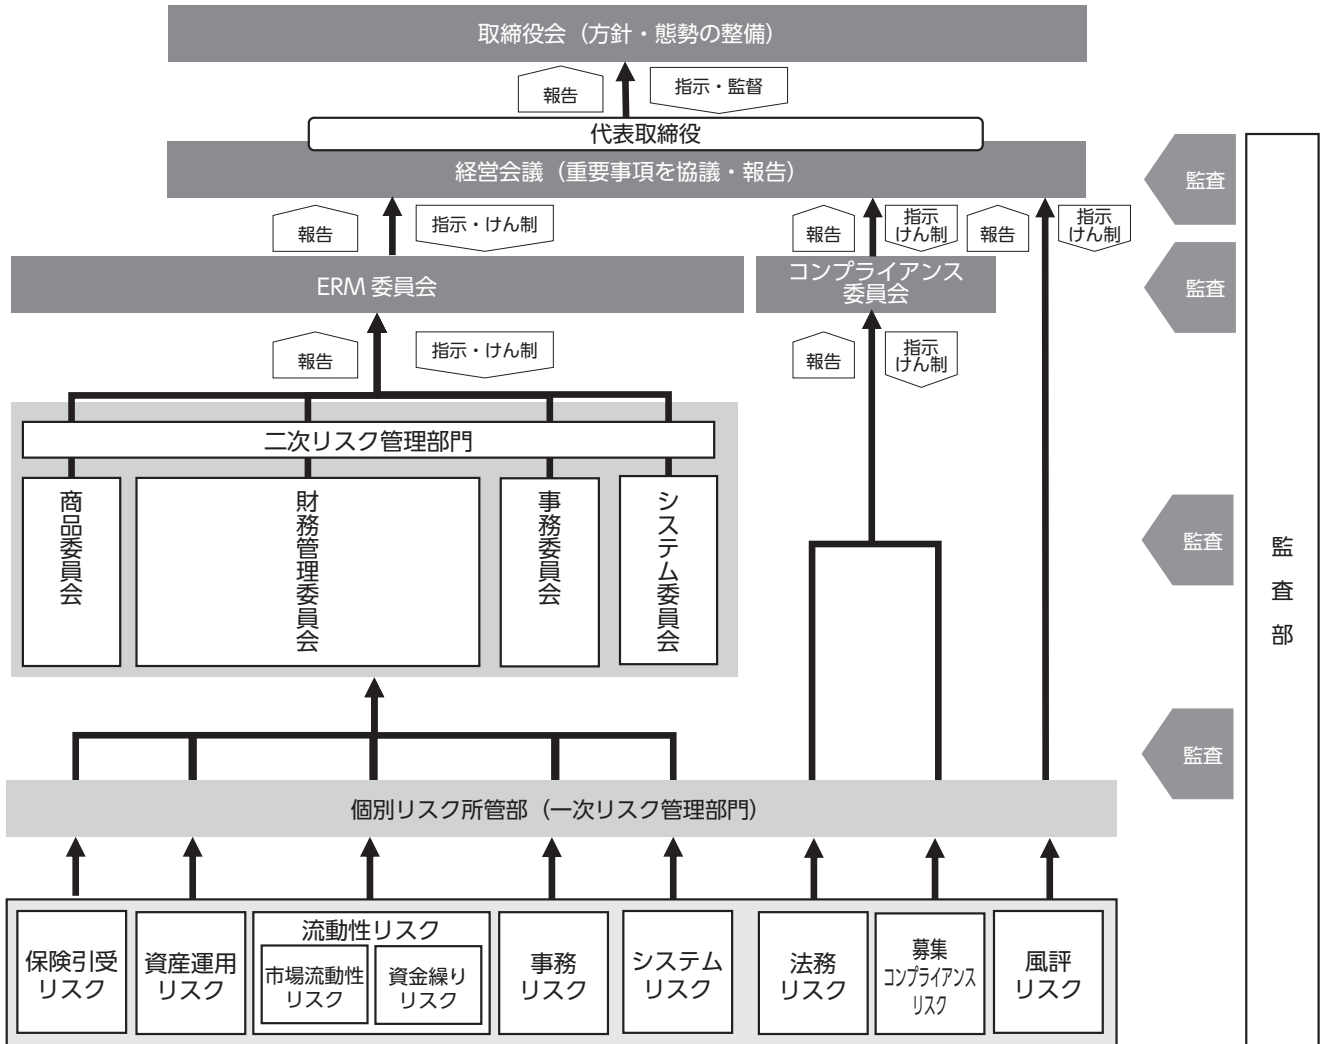 取締役会（方針・態勢の整備）
報告
指示・監督
代表取締役
経営会議（重要事項を協議・報告）
監査
報告
指示・けん制
報告
指示
けん制
報告
指示
けん制
ERM 委員会
コンプライアンス
委員会
監査
報告
指示・けん制
報告
指示
けん制
二次リスク管理部門
商品委員会
財務管理委員会
事務委員会
システム委員会
監査
監査部
監査
個別リスク所管部（一次リスク管理部門）
保険引受
リスク
資産運用
リスク
流動性リスク
市場流動性
リスク
資金繰り
リスク
事務
リスク
システム
リスク
法務
リスク
募集
コンプライアンス
リスク
風評
リスク